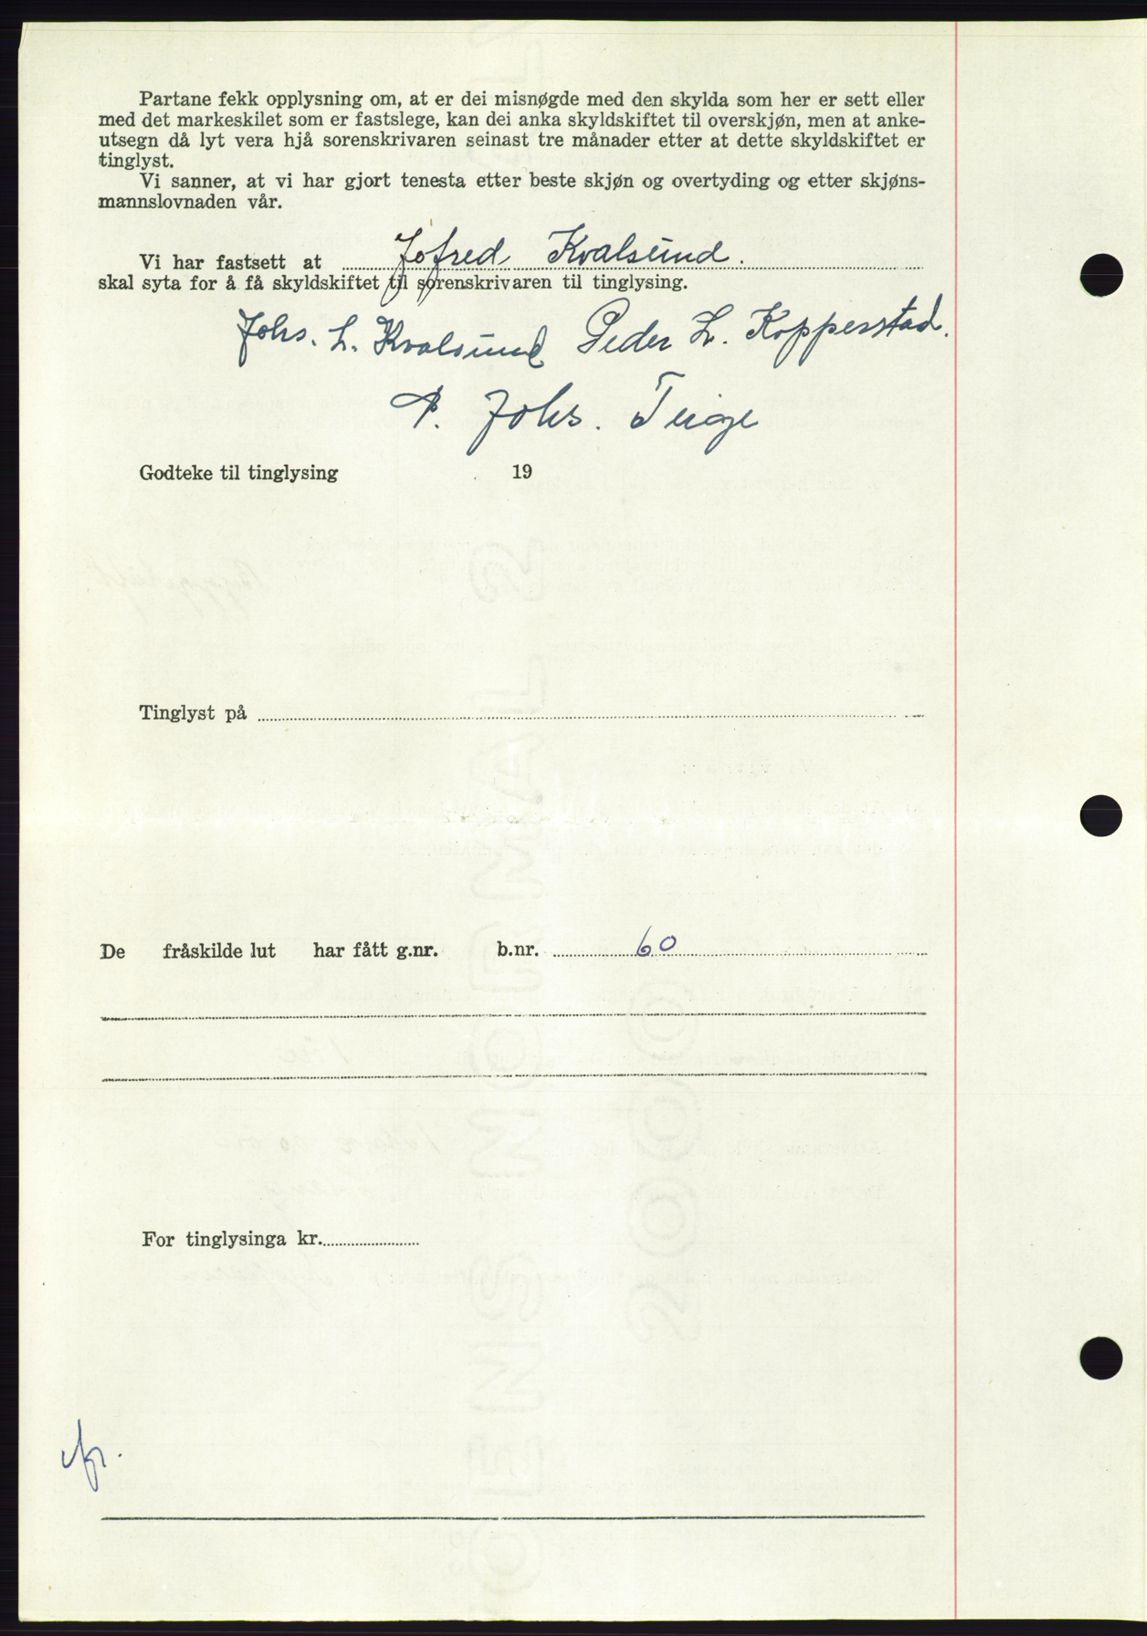 Partane fekk opplysning om, at er dei misnøgde med den skylda som her er sett eller
med det markeskilet som er fastslege, kan dei anka skyldskiftet til overskjøn, men at anke-
utsegn då lyt vera hjå sorenskrivaren seinast tre månader etter at dette skyldskiftet er
tinglyst.
Vi sanner, at vi har gjort tenesta etter beste skjøn og overtyding og etter skjøns-
mannslovnaden vår.
Vi har fastsett at Jofred Kvalsund.
skal syta for å få skyldskiftet til sorenskrivaren til tinglysing.
Johs. L. Kvalsund Peder L. Kopperstad.
P. Johs. Teige
Godteke til tinglysing 19
Tinglyst på
De fråskilde lut har fått g.nr. b.nr. 60
For tinglysinga kr.